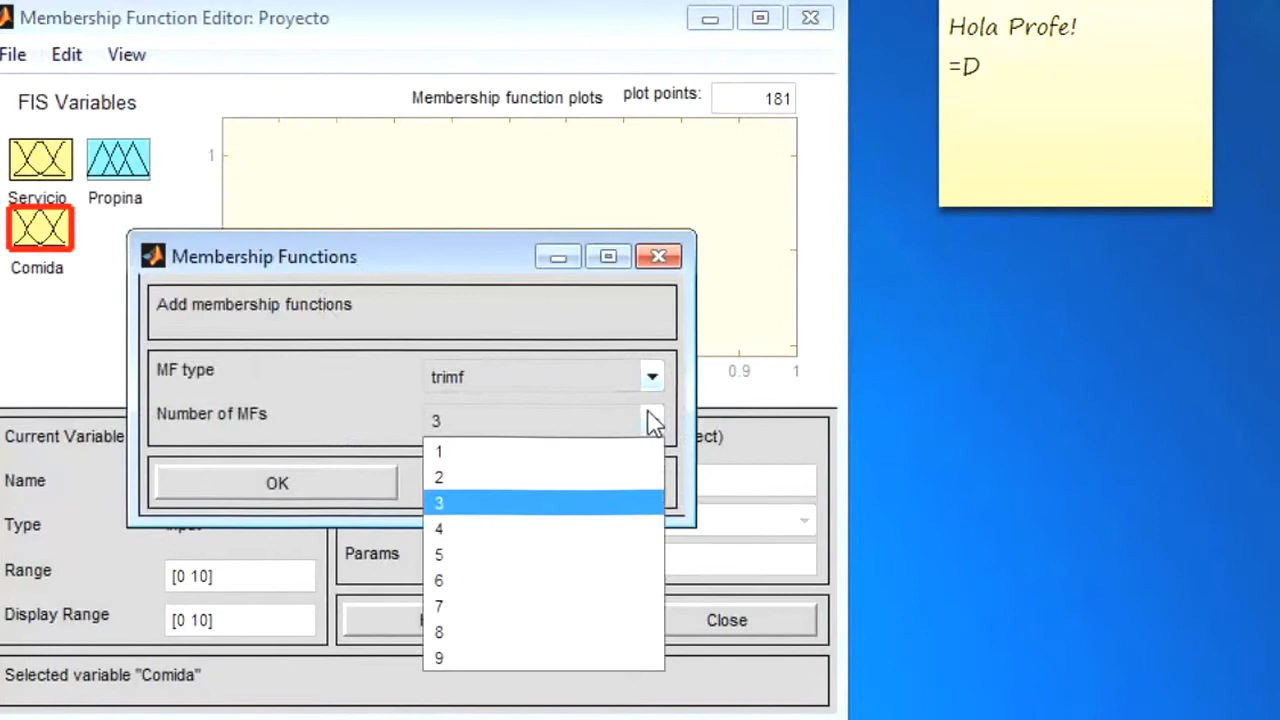 Membership Function Editor: Proyecto
File Edit View
FIS Variables
Membership function plots
plot points:
181
1
Servicio
Propina
Comida
0.9
1
Membership Functions
Add membership functions
MF type
trimf
Number of MFs
3
1
2
3
4
5
6
7
8
9
OK
Current Variable
Name
Type
Range
[0 10]
Display Range
[0 10]
Params
Close
Selected variable "Comida"
Hola Profe!
=D